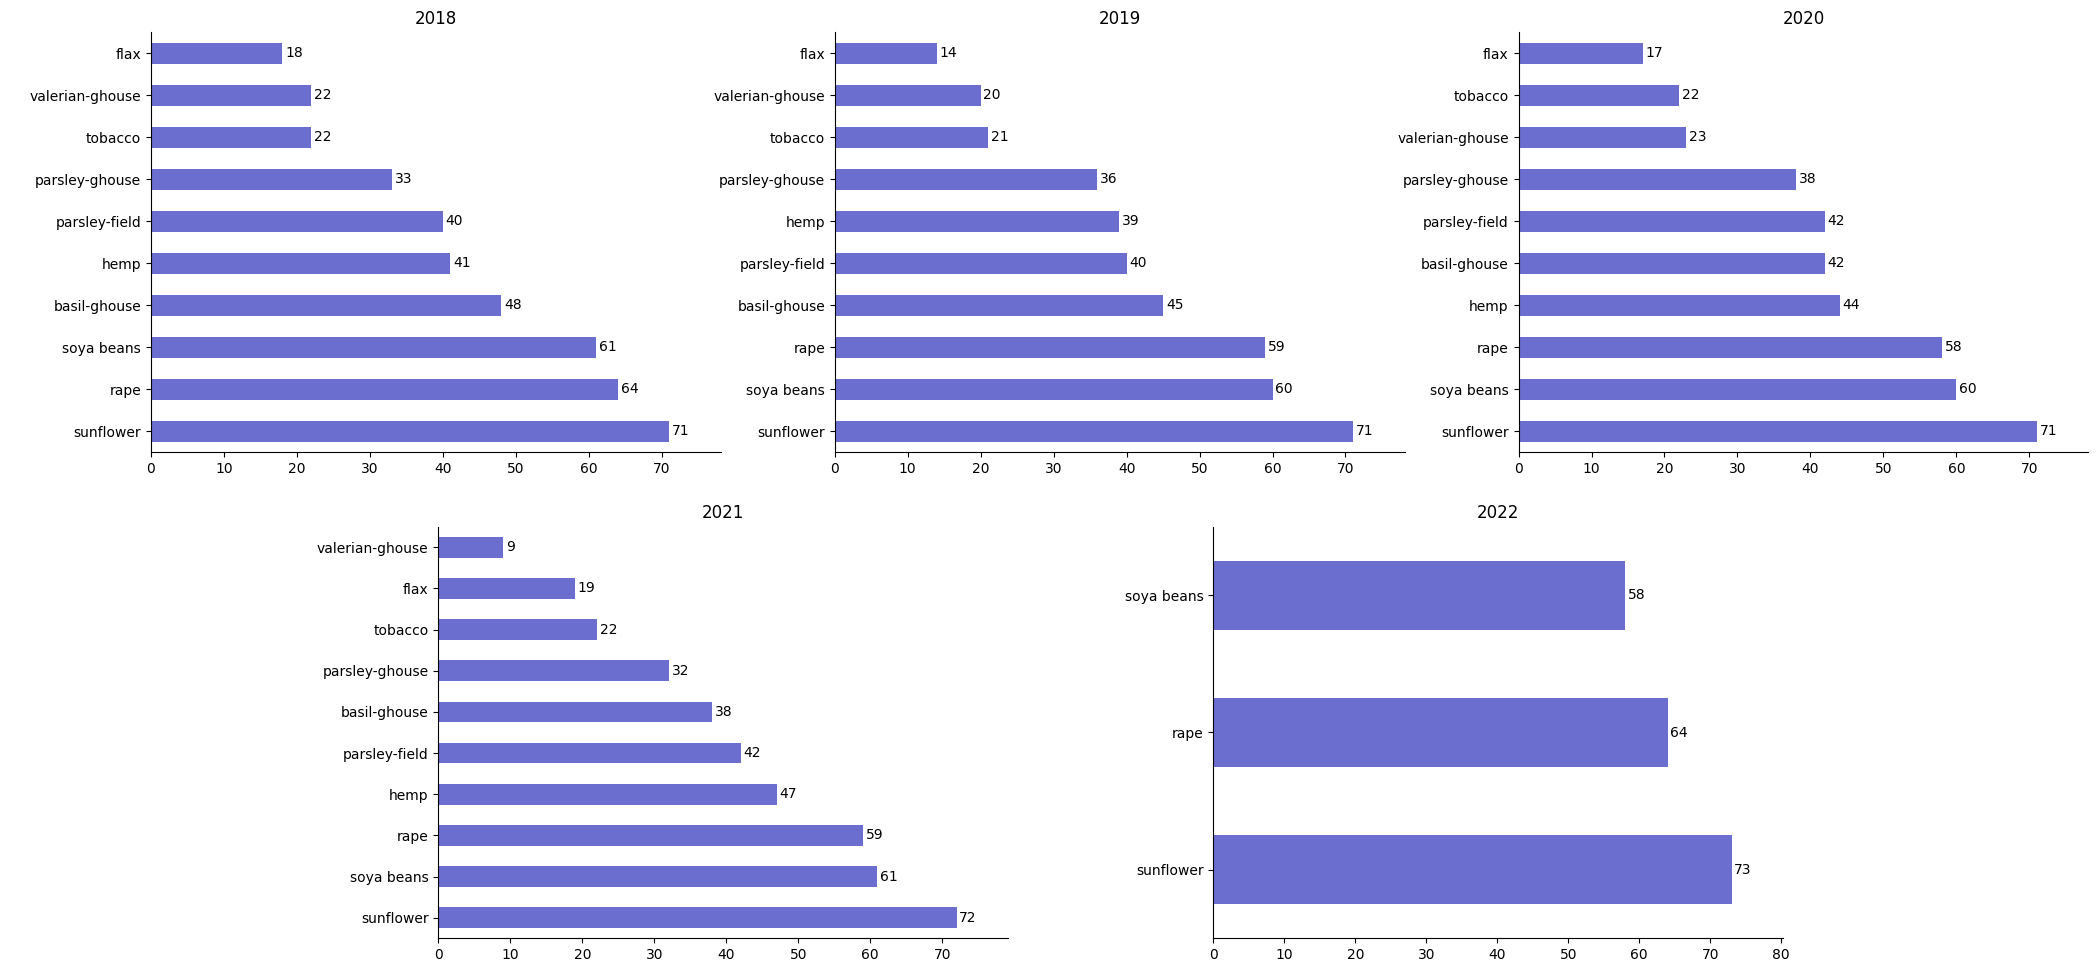 2018
flax 18
valerian-ghouse 22
tobacco 22
parsley-ghouse 33
parsley-field 40
hemp 41
basil-ghouse 48
soya beans 61
rape 64
sunflower 71
0 10 20 30 40 50 60 70
2019
flax 14
valerian-ghouse 20
tobacco 21
parsley-ghouse 36
hemp 39
parsley-field 40
basil-ghouse 45
rape 59
soya beans 60
sunflower 71
0 10 20 30 40 50 60 70
2020
flax 17
tobacco 22
valerian-ghouse 23
parsley-ghouse 38
parsley-field 42
basil-ghouse 42
hemp 44
rape 58
soya beans 60
sunflower 71
0 10 20 30 40 50 60 70
2021
valerian-ghouse 9
flax 19
tobacco 22
parsley-ghouse 32
basil-ghouse 38
parsley-field 42
hemp 47
rape 59
soya beans 61
sunflower 72
0 10 20 30 40 50 60 70
2022
soya beans 58
rape 64
sunflower 73
0 10 20 30 40 50 60 70 80